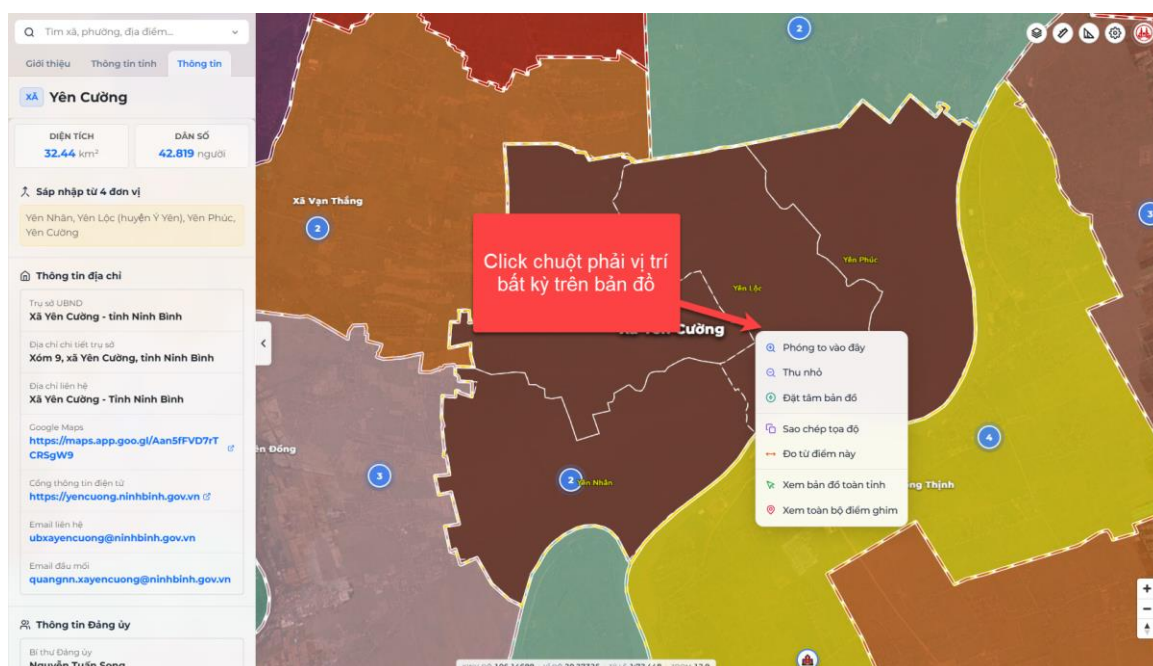 Tìm xã, phường, địa điểm...
Giới thiệu Thông tin tỉnh Thông tin
XÃ Yên Cường
DIỆN TÍCH
32.44 km²
DÂN SỐ
42.819 người
Sáp nhập từ 4 đơn vị
Yên Nhân, Yên Lộc (huyện Ý Yên), Yên Phúc,
Yên Cường
Thông tin địa chỉ
Trụ sở UBND
Xã Yên Cường - tỉnh Ninh Bình
Địa chỉ chi tiết trụ sở
Xóm 9, xã Yên Cường, tỉnh Ninh Bình
Địa chỉ liên hệ
Xã Yên Cường - Tỉnh Ninh Bình
Google Maps
https://maps.app.goo.gl/Aan5fFVD7rT
CRSgW9
Cổng thông tin điện tử
https://yencuong.ninhbinh.gov.vn
Email liên hệ
ubxayencuong@ninhbinh.gov.vn
Email đầu mối
quangnn.xayencuong@ninhbinh.gov.vn
Thông tin Đảng ủy
Bí thư Đảng ủy
Nguyễn Tuấn Song
2
Xã Vạn Thắng
2
3
Click chuột phải vị trí
bất kỳ trên bản đồ
Yên Phúc
Yên Lộc
Cường
Phóng to vào đây
Thu nhỏ
Đặt tâm bản đồ
Sao chép tọa độ
Đo từ điểm này
Xem bản đồ toàn tỉnh
Xem toàn bộ điểm ghim
ên Đồng
3
2
Yên Nhân
4
ng Thịnh
+
−